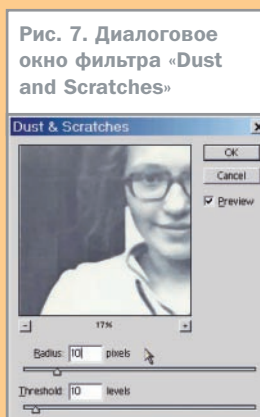 Рис. 7. Диалоговое
окно фильтра «Dust
and Scratches»
Dust & Scratches x
OK
Cancel
Preview
- 17% +
Radius: 10 pixels
Threshold: 10 levels